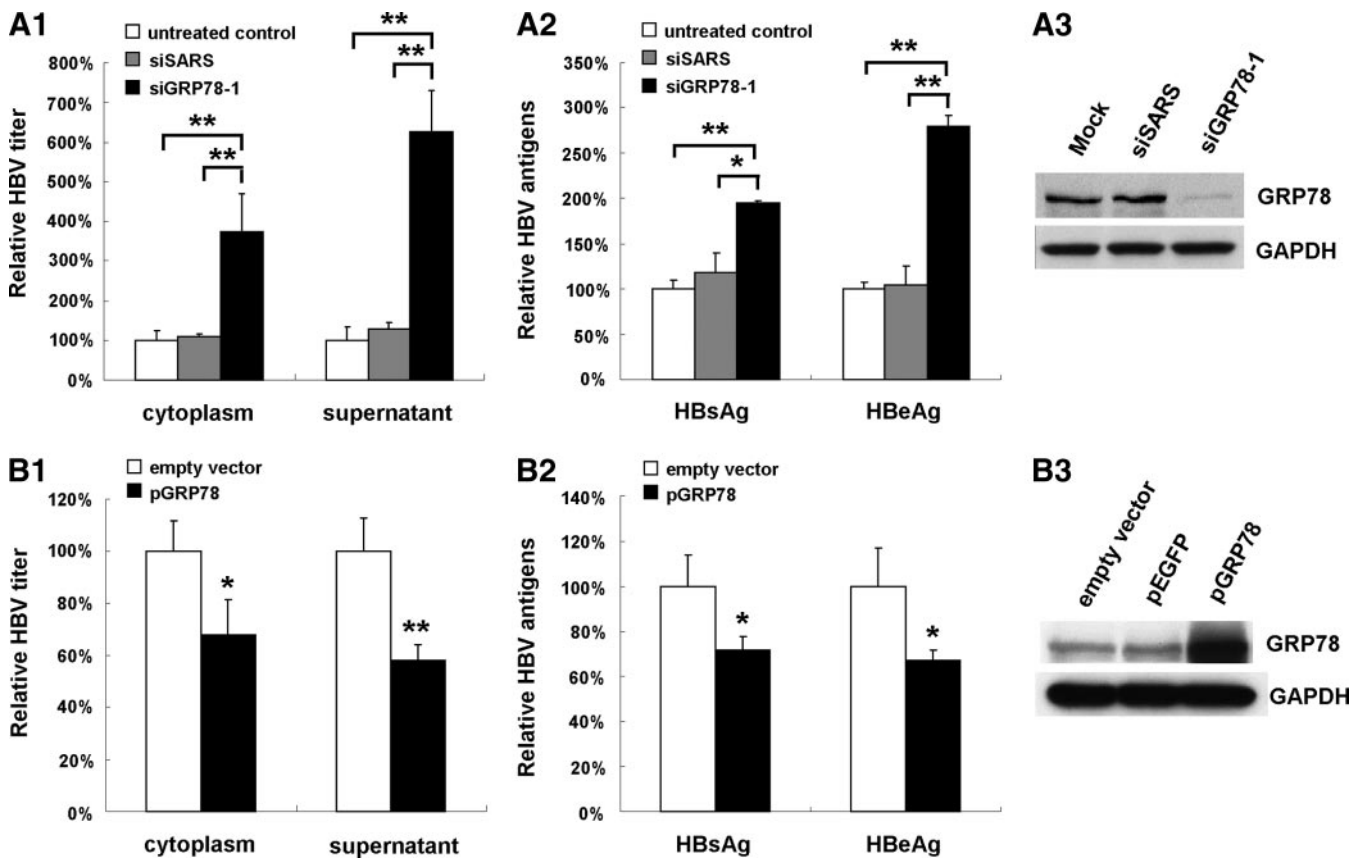 A1
untreated control
siSARS
siGRP78-1
Relative HBV titer
800%
700%
600%
500%
400%
300%
200%
100%
0%
**
**
**
**
cytoplasm
supernatant
A2
untreated control
siSARS
siGRP78-1
Relative HBV antigens
350%
300%
250%
200%
150%
100%
50%
0%
**
*
**
**
HBsAg
HBeAg
A3
Mock
siSARS
siGRP78-1
GRP78
GAPDH
B1
empty vector
pGRP78
Relative HBV titer
120%
100%
80%
60%
40%
20%
0%
*
**
cytoplasm
supernatant
B2
empty vector
pGRP78
Relative HBV antigens
140%
120%
100%
80%
60%
40%
20%
0%
*
*
HBsAg
HBeAg
B3
empty vector
pEGFP
pGRP78
GRP78
GAPDH